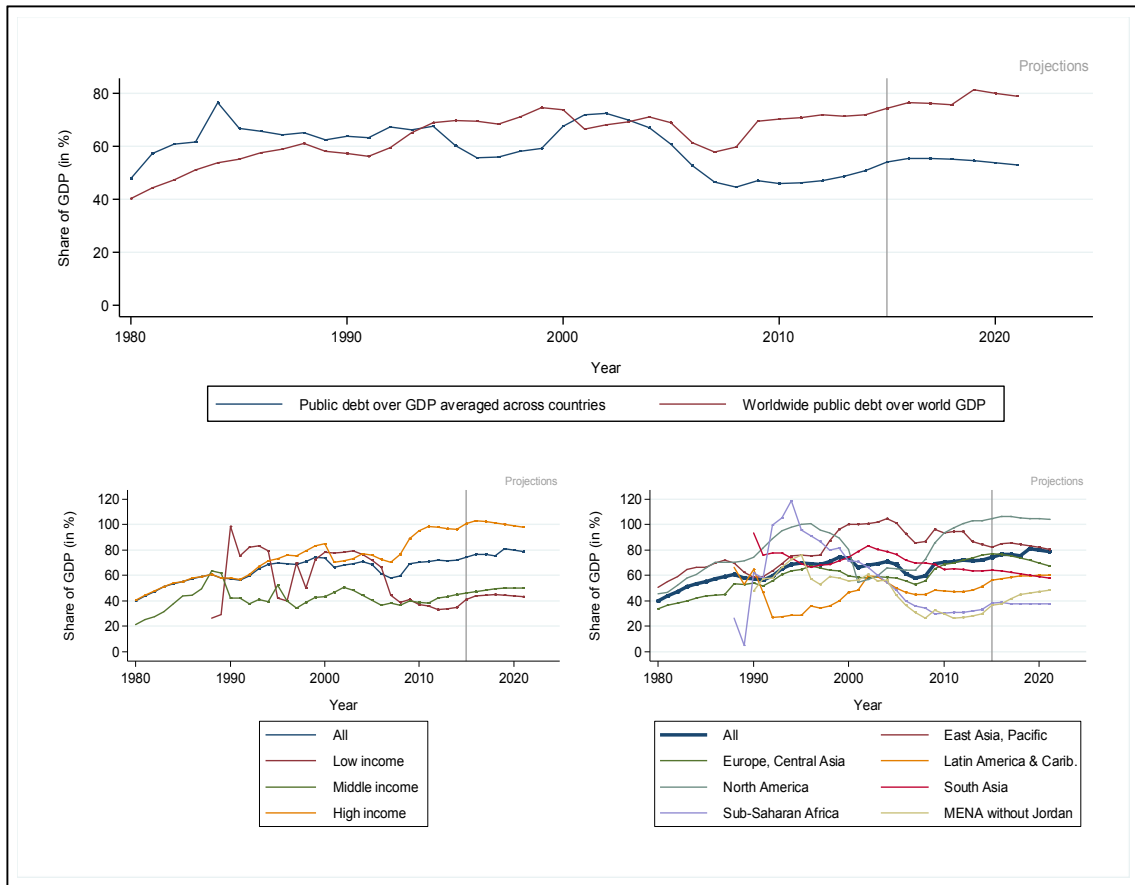 Projections
80
60
40
20
0
Share of GDP (in %)
1980 1990 2000 2010 2020
Year
Public debt over GDP averaged across countries Worldwide public debt over world GDP
Projections
120
100
80
60
40
20
0
Share of GDP (in %)
1980 1990 2000 2010 2020
Year
All
Low income
Middle income
High income
Projections
120
100
80
60
40
20
0
Share of GDP (in %)
1980 1990 2000 2010 2020
Year
All East Asia, Pacific
Europe, Central Asia Latin America & Carib.
North America South Asia
Sub-Saharan Africa MENA without Jordan